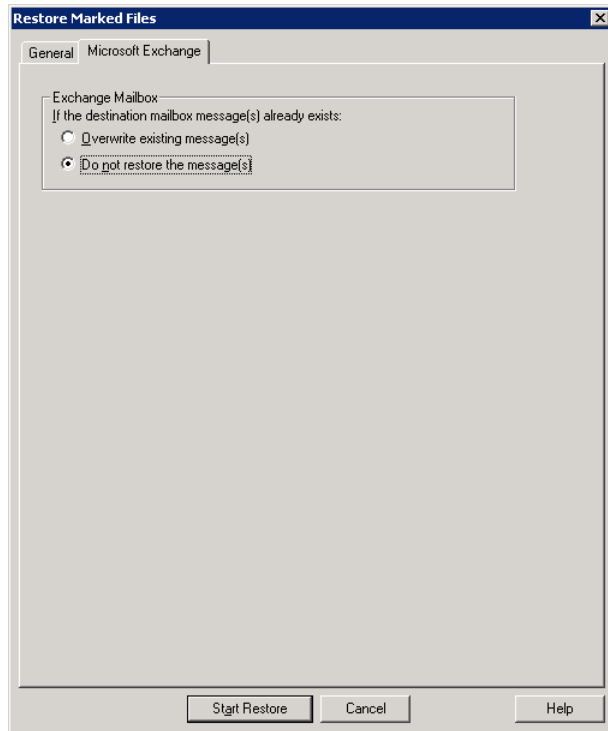 Restore Marked Files
General Microsoft Exchange
Exchange Mailbox
If the destination mailbox message(s) already exists:
Overwrite existing message(s)
Do not restore the message(s)
Start Restore Cancel Help